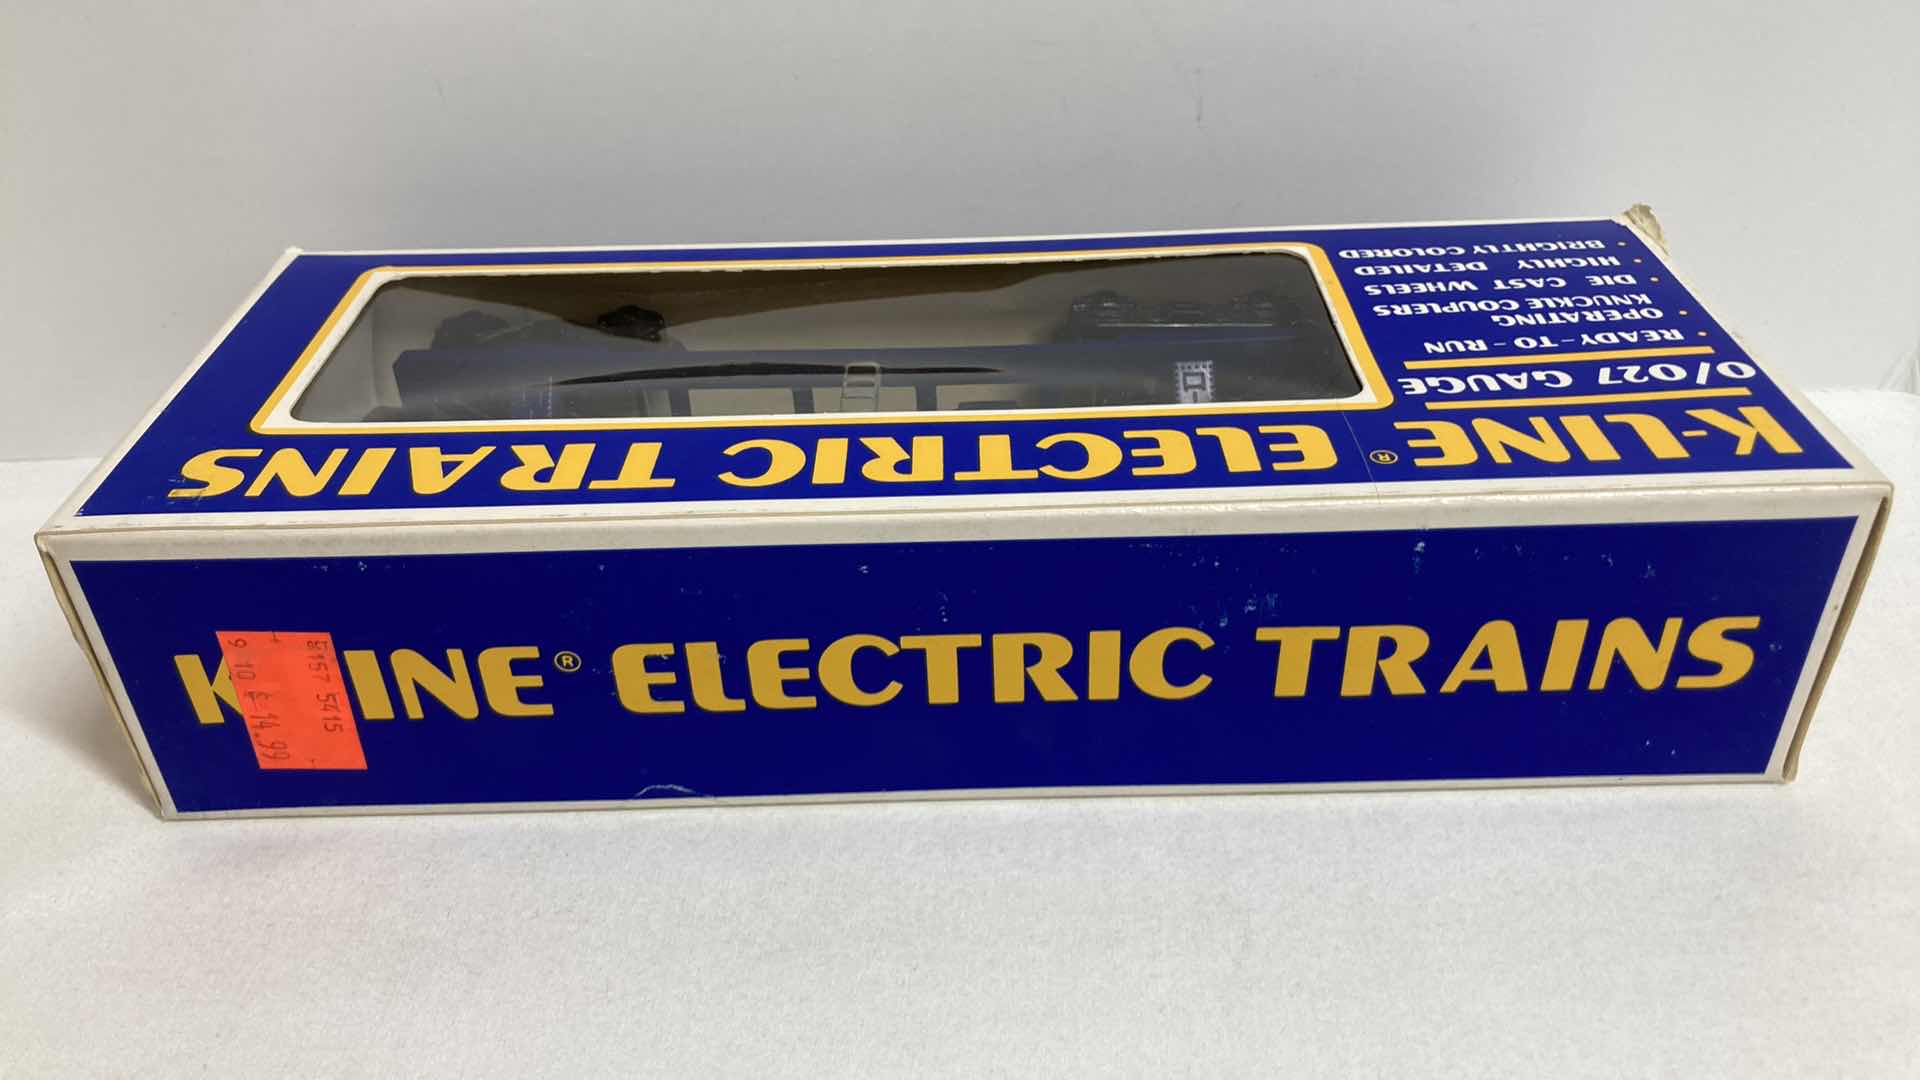 K-LINE® ELECTRIC TRAINS
O/O27 GAUGE
• READY-TO-RUN
• OPERATING
KNUCKLE COUPLERS
• DIE CAST WHEELS
• HIGHLY DETAILED
• BRIGHTLY COLORED
K INE® ELECTRIC TRAINS
5415
14.99